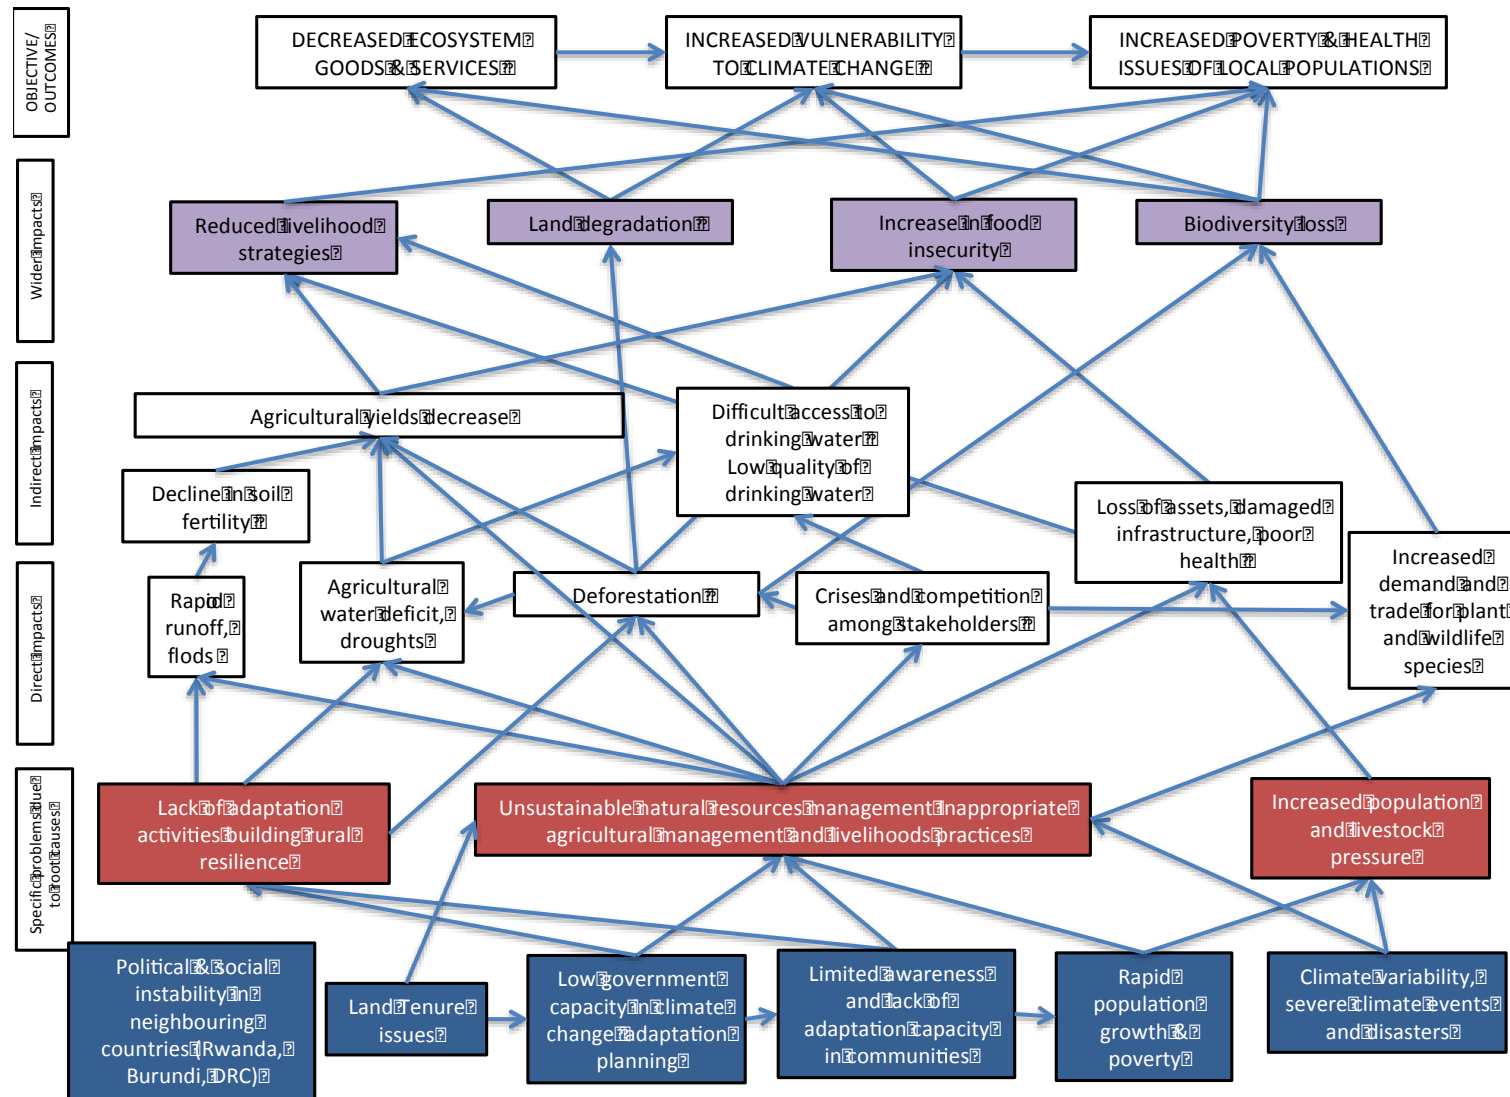 OBJECTIVE/
OUTCOMES
DECREASED ECOSYSTEM
GOODS & SERVICES
INCREASED VULNERABILITY
TO CLIMATE CHANGE
INCREASED POVERTY & HEALTH
ISSUES OF LOCAL POPULATIONS
Wider impacts
Reduced livelihood
strategies
Land degradation
Increase in food
insecurity
Biodiversity loss
Indirect impacts
Agricultural yields decrease
Difficult access to
drinking water
Low quality of
drinking water
Decline in soil
fertility
Loss of assets, damaged
infrastructure, poor
health
Direct impacts
Rapid
runoff,
flods
Agricultural
water deficit,
droughts
Deforestation
Crises and competition
among stakeholders
Increased
demand and
trade for plant
and wildlife
species
Specific problems due
to root causes
Lack of adaptation
activities building rural
resilience
Unsustainable natural resources management Inappropriate
agricultural management and livelihoods practices
Increased population
and livestock
pressure
Political & social
instability in
neighbouring
countries (Rwanda,
Burundi, DRC)
Land Tenure
issues
Low government
capacity in climate
change adaptation
planning
Limited awareness
and lack of
adaptation capacity
in communities
Rapid
population
growth &
poverty
Climate variability,
severe climate events
and disasters